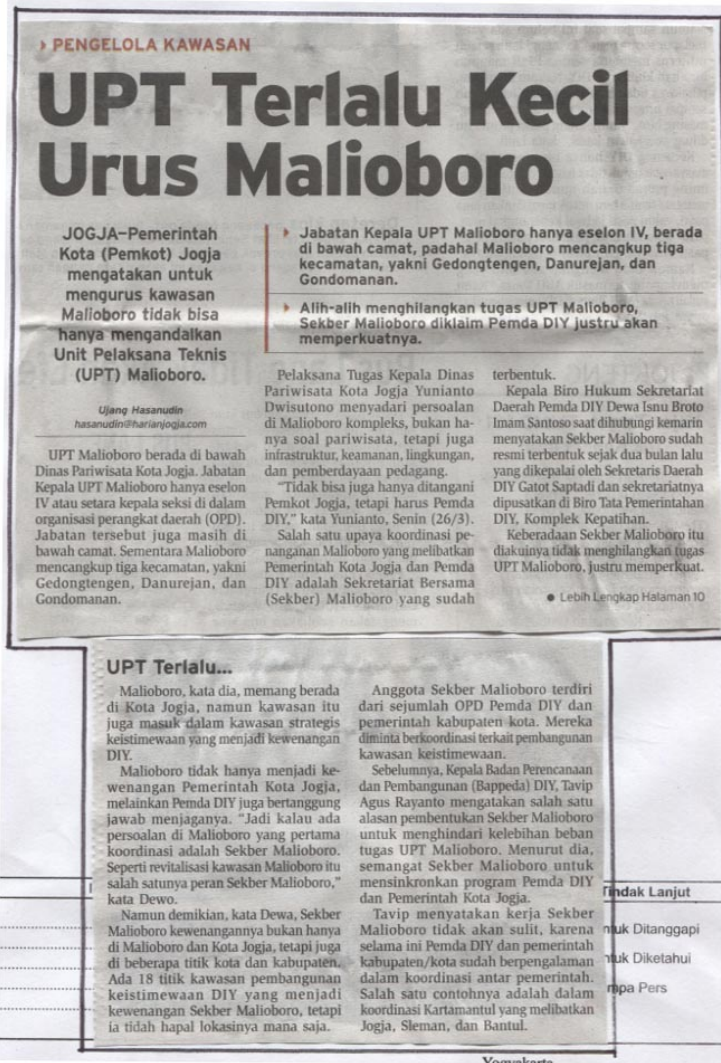 PENGELOLA KAWASAN
UPT Terlalu Kecil
Urus Malioboro
JOGJA—Pemerintah
Kota (Pemkot) Jogja
mengatakan untuk
mengurus kawasan
Malioboro tidak bisa
hanya mengandalkan
Unit Pelaksana Teknis
(UPT) Malioboro.
Ujang Hasanudin
hasanudin@harianjogja.com
Jabatan Kepala UPT Malioboro hanya eselon IV, berada
di bawah camat, padahal Malioboro mencangkup tiga
kecamatan, yakni Gedongtengen, Danurejan, dan
Gondomanan.
Alih-alih menghilangkan tugas UPT Malioboro,
Sekber Malioboro diklaim Pemda DIY justru akan
memperkuatnya.
UPT Malioboro berada di bawah
Dinas Pariwisata Kota Jogja. Jabatan
Kepala UPT Malioboro hanya eselon
IV atau setara kepala seksi di dalam
organisasi perangkat daerah (OPD).
Jabatan tersebut juga masih di
bawah camat. Sementara Malioboro
mencangkup tiga kecamatan, yakni
Gedongtengen, Danurejan, dan
Gondomanan.
Pelaksana Tugas Kepala Dinas
Pariwisata Kota Jogja Yunianto
Dwisutono menyadari persoalan
di Malioboro kompleks, bukan ha-
nya soal pariwisata, tetapi juga
infrastruktur, keamanan, lingkungan,
dan pemberdayaan pedagang.
"Tidak bisa juga hanya ditangani
Pemkot Jogja, tetapi harus Pemda
DIY," kata Yunianto, Senin (26/3).
Salah satu upaya koordinasi pe-
nanganan Malioboro yang melibatkan
Pemerintah Kota Jogja dan Pemda
DIY adalah Sekretariat Bersama
(Sekber) Malioboro yang sudah
terbentuk.
Kepala Biro Hukum Sekretariat
Daerah Pemda DIY Dewa Isnu Broto
Imam Santoso saat dihubungi kemarin
menyatakan Sekber Malioboro sudah
resmi terbentuk sejak dua bulan lalu
yang dikepalai oleh Sekretaris Daerah
DIY Gatot Saptadi dan sekretariatnya
dipusatkan di Biro Tata Pemerintahan
DIY, Komplek Kepatihan.
Keberadaan Sekber Malioboro itu
diakuinya tidak menghilangkan tugas
UPT Malioboro, justru memperkuat.
● Lebih Lengkap Halaman 10
UPT Terlalu...
Malioboro, kata dia, memang berada
di Kota Jogja, namun kawasan itu
juga masuk dalam kawasan strategis
keistimewaan yang menjadi kewenangan
DIY.
Malioboro tidak hanya menjadi ke-
wenangan Pemerintah Kota Jogja,
melainkan Pemda DIY juga bertanggung
jawab menjaganya. "Jadi kalau ada
persoalan di Malioboro yang pertama
koordinasi adalah Sekber Malioboro.
Seperti revitalisasi kawasan Malioboro itu
salah satunya peran Sekber Malioboro,"
kata Dewo.
Namun demikian, kata Dewa, Sekber
Malioboro kewenangannya bukan hanya
di Malioboro dan Kota Jogja, tetapi juga
di beberapa titik kota dan kabupaten.
Ada 18 titik kawasan pembangunan
keistimewaan DIY yang menjadi
kewenangan Sekber Malioboro, tetapi
ia tidah hapal lokasinya mana saja.
Anggota Sekber Malioboro terdiri
dari sejumlah OPD Pemda DIY dan
pemerintah kabupaten kota. Mereka
diminta berkoordinasi terkait pembangunan
kawasan keistimewaan.
Sebelumnya, Kepala Badan Perencanaan
dan Pembangunan (Bappeda) DIY, Tavip
Agus Rayanto mengatakan salah satu
alasan pembentukan Sekber Malioboro
untuk menghindari kelebihan beban
tugas UPT Malioboro. Menurut dia,
semangat Sekber Malioboro untuk
mensinkronkan program Pemda DIY
dan Pemerintah Kota Jogja.
Tavip menyatakan kerja Sekber
Malioboro tidak akan sulit, karena
selama ini Pemda DIY dan pemerintah
kabupaten/kota sudah berpengalaman
dalam koordinasi antar pemerintah.
Salah satu contohnya adalah dalam
koordinasi Kartamantul yang melibatkan
Jogja, Sleman, dan Bantul.
Tindak Lanjut
tuk Ditanggapi
tuk Diketahui
mpa Pers